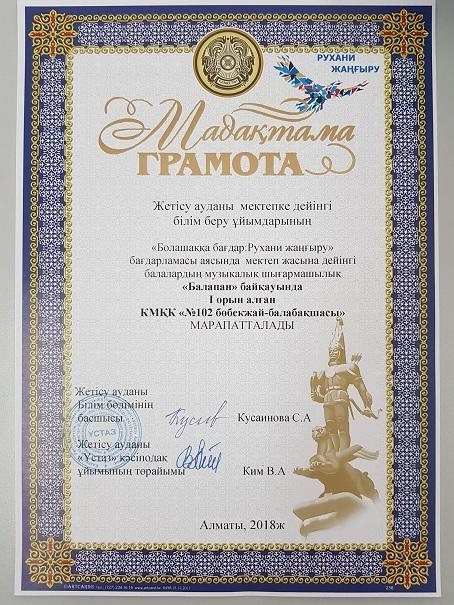 РУХАНИ
ЖАҢҒЫРУ
Мадақтама
ГРАМОТА
Жетісу ауданы мектепке дейінгі
білім беру ұйымдарының
«Болашаққа бағдар:Рухани жаңғыру»
бағдарламасы аясында мектеп жасына дейінгі
балалардың музыкалық шығармашылық
«Балапан» байқауында
І орын алған
КМҚК «№102 бөбекжай-балабақшасы»
МАРАПАТТАЛАДЫ
Жетісу ауданы
Білім бөлімінің
басшысы Кусаинова С.А
Жетісу ауданы
«Ұстаз» кәсіподақ
ұйымының төрайымы Ким В.А
ҰСТАЗ
Алматы, 2018ж